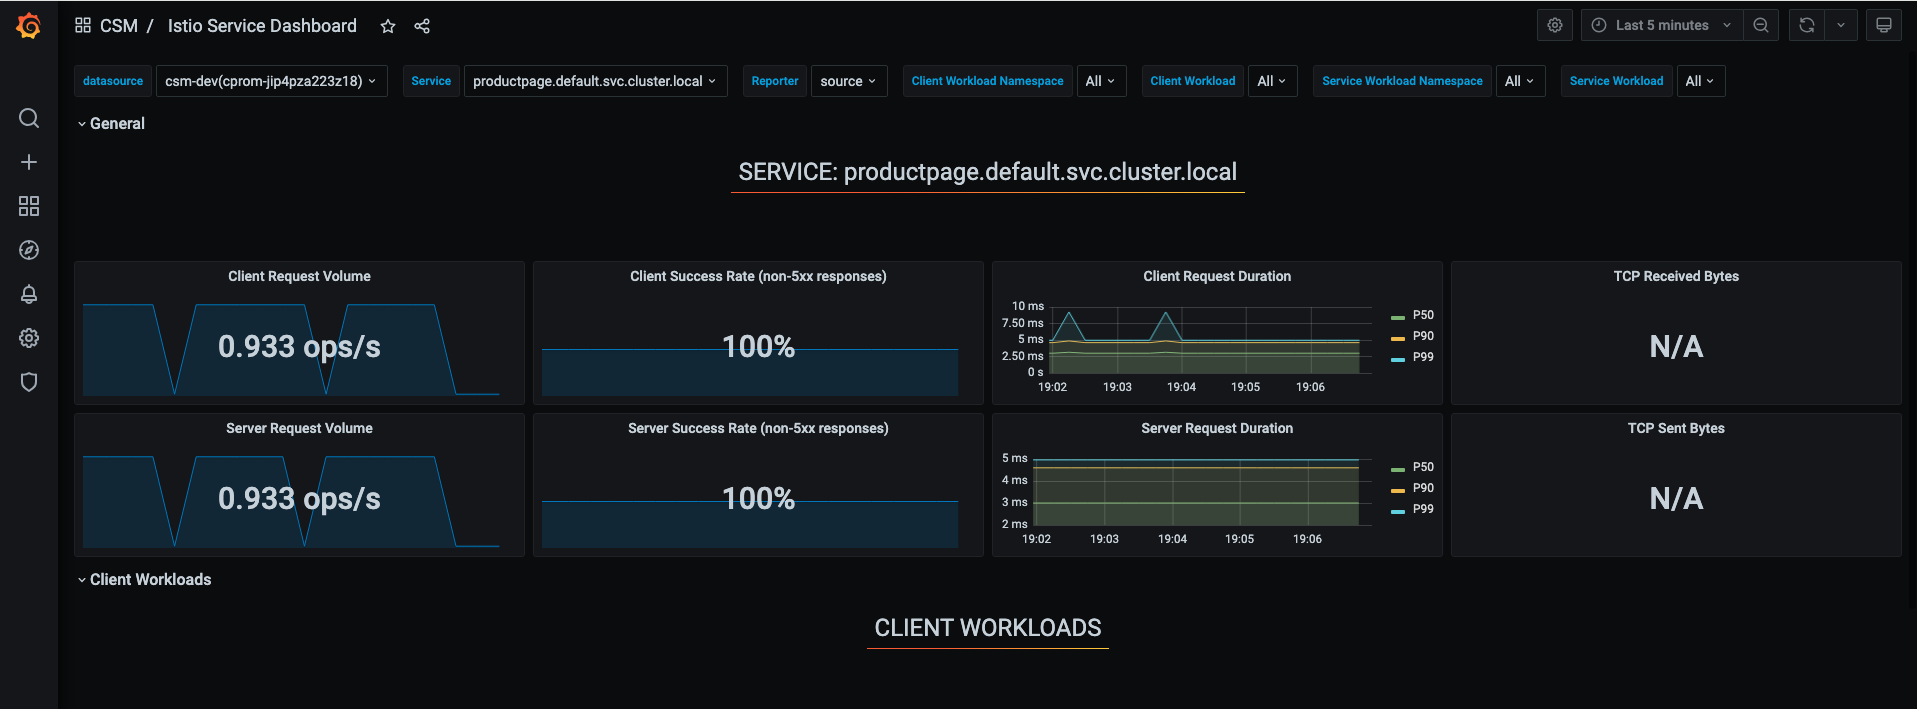 CSM / Istio Service Dashboard
Last 5 minutes
datasource csm-dev(cprom-jip4pza223z18) Service productpage.default.svc.cluster.local Reporter source Client Workload Namespace All Client Workload All Service Workload Namespace All Service Workload All
General
SERVICE: productpage.default.svc.cluster.local
Client Request Volume
0.933 ops/s
Client Success Rate (non-5xx responses)
100%
Client Request Duration
10 ms
7.50 ms
5 ms
2.50 ms
0 s
19:02 19:03 19:04 19:05 19:06
P50
P90
P99
TCP Received Bytes
N/A
Server Request Volume
0.933 ops/s
Server Success Rate (non-5xx responses)
100%
Server Request Duration
5 ms
4 ms
3 ms
2 ms
19:02 19:03 19:04 19:05 19:06
P50
P90
P99
TCP Sent Bytes
N/A
Client Workloads
CLIENT WORKLOADS